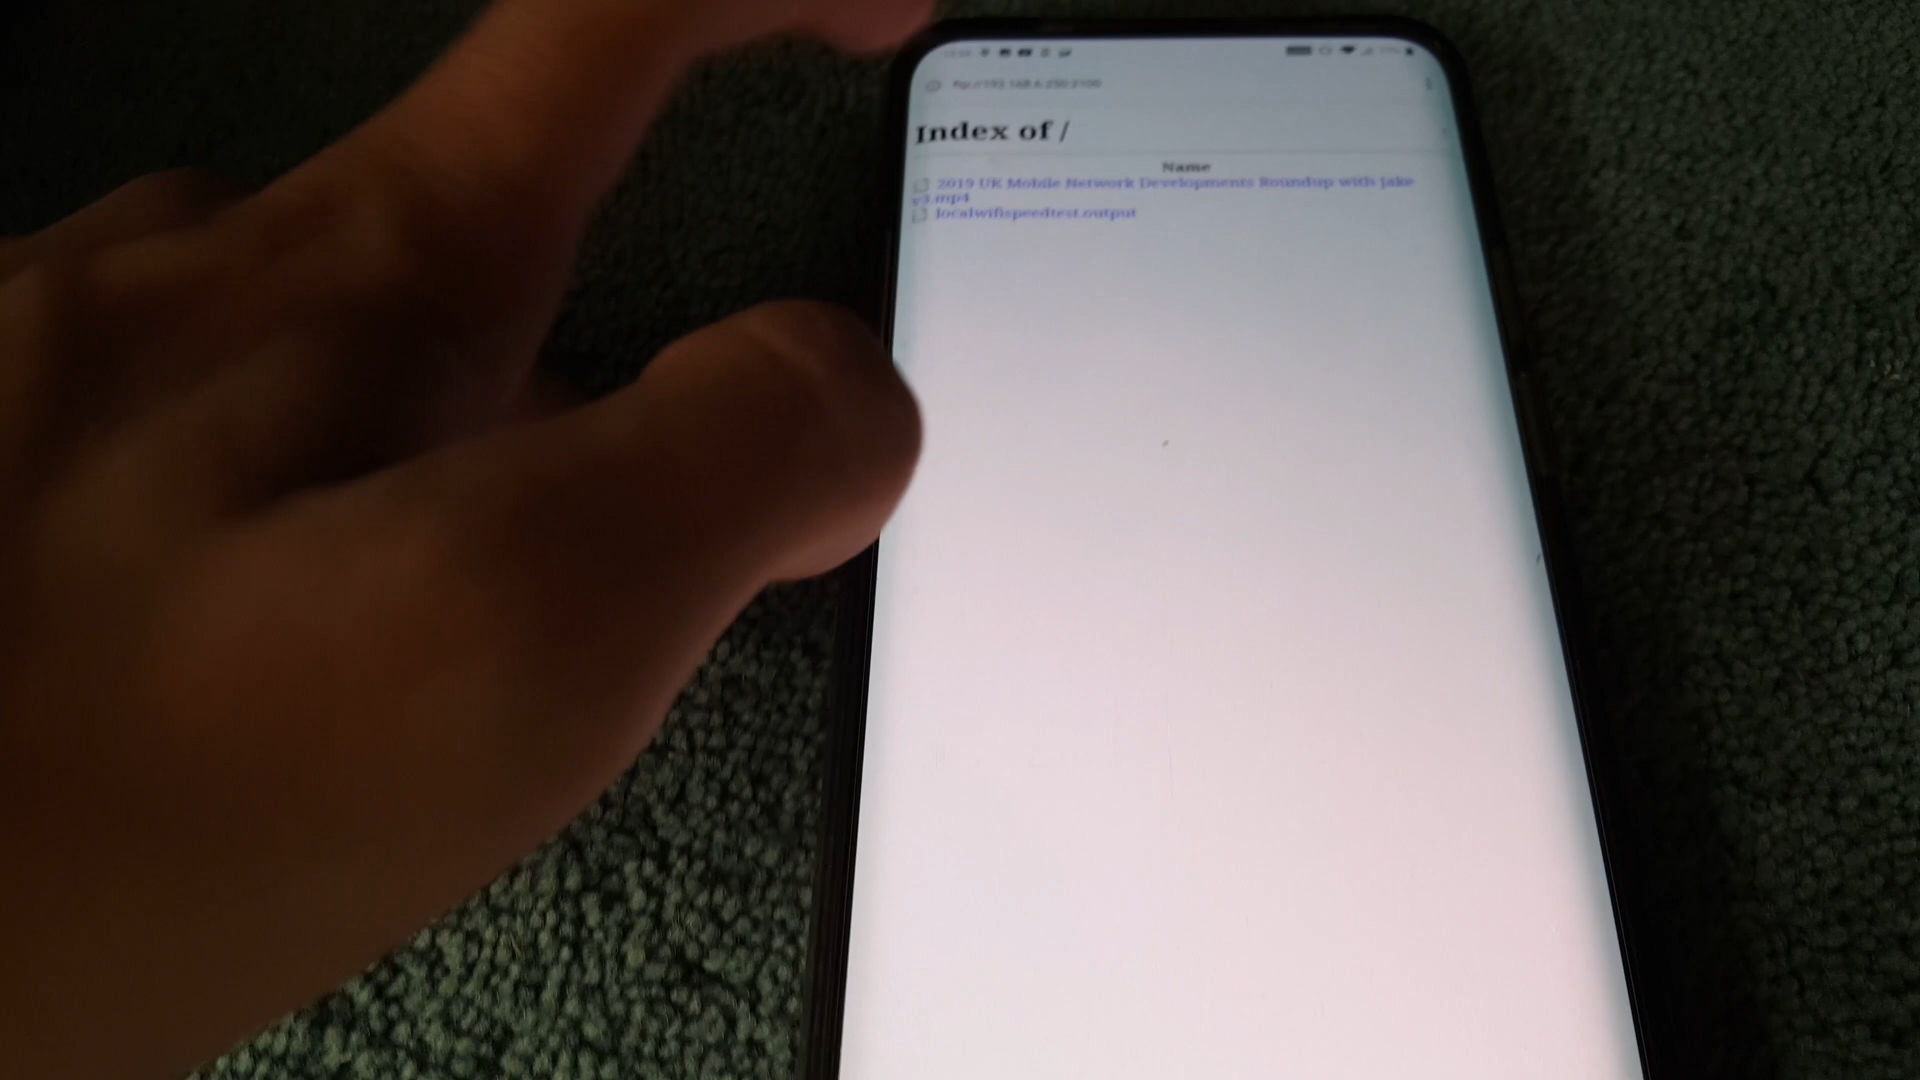 Index of /
Name
2019 UK Mobile Network Developments Roundup with Jake
v3.mp4
localwifispeedtest.output